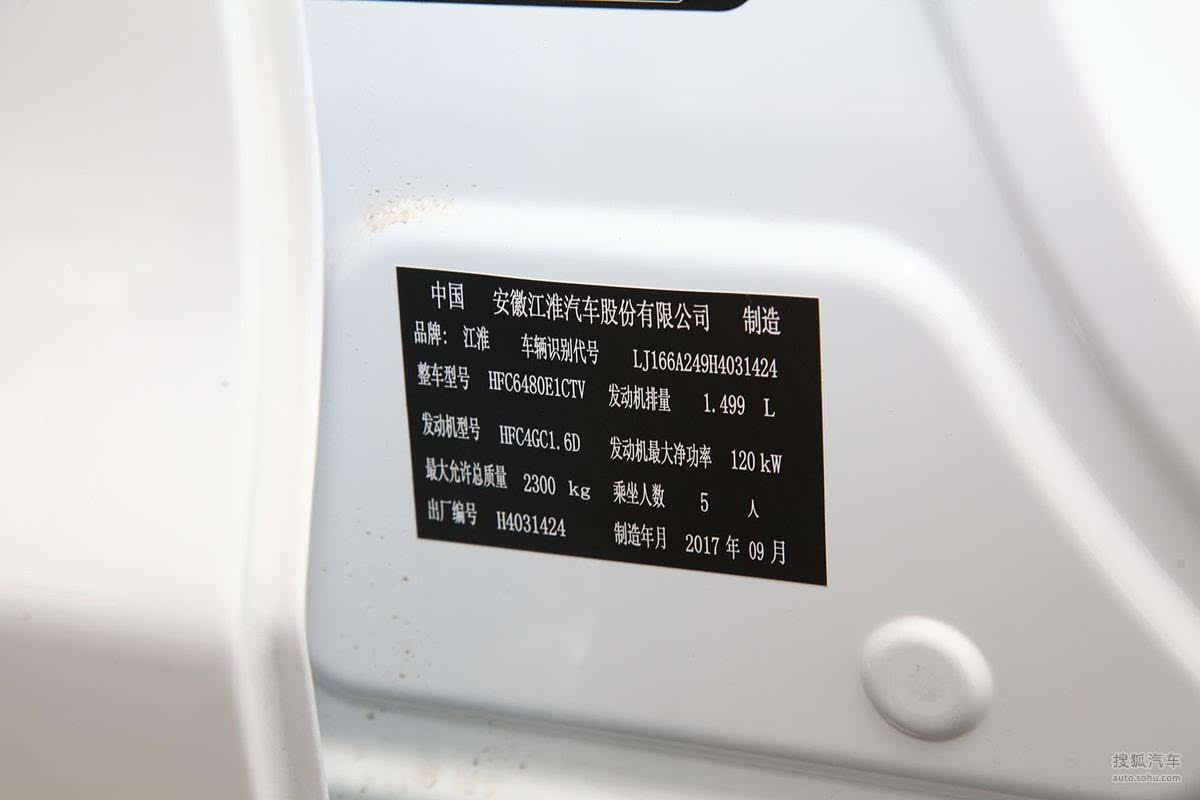 中国 安徽江淮汽车股份有限公司 制造
品牌: 江淮 车辆识别代号 LJ166A249H4031424
整车型号 HFC6480E1CTV 发动机排量 1.499 L
发动机型号 HFC4GC1.6D 发动机最大净功率 120 kW
最大允许总质量 2300 kg 乘坐人数 5 人
出厂编号 H4031424 制造年月 2017 年 09 月
搜狐汽车
auto.sohu.com